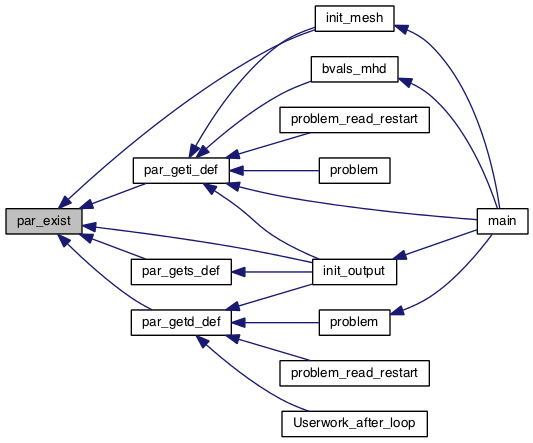 init_mesh
bvals_mhd
problem_read_restart
par_geti_def
problem
par_exist
main
par_gets_def
init_output
par_getd_def
problem
problem_read_restart
Userwork_after_loop